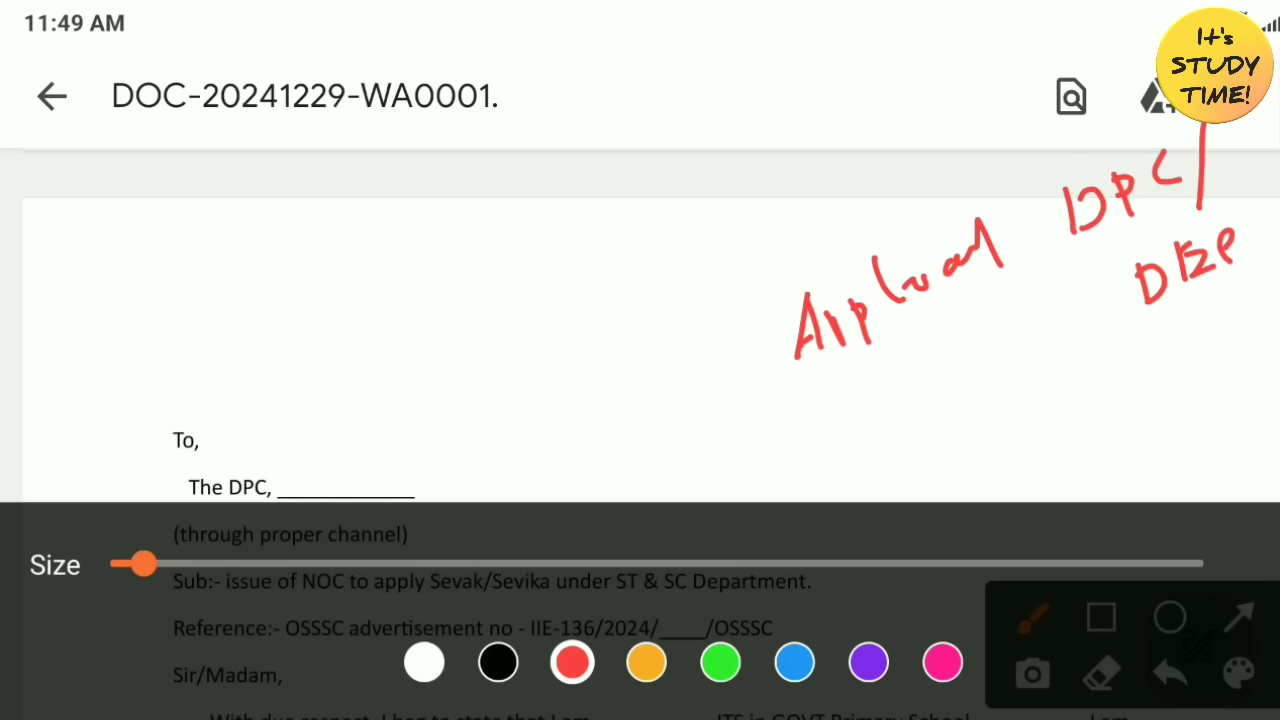 11:49 AM
It's
STUDY
TIME!
DOC-20241229-WA0001.
DPC/
To,
The DPC, ____________
(through proper channel)
Size
Sub:- issue of NOC to apply Sevak/Sevika under ST & SC Department.
Reference:- OSSSC advertisement no - IIE-136/2024/____/OSSSC
Sir/Madam,